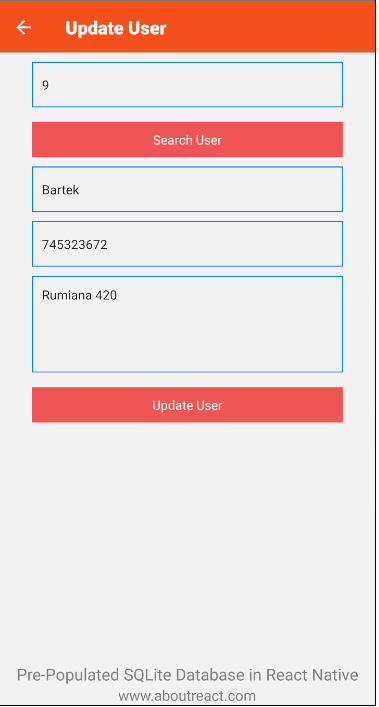 Update User
9
Search User
Bartek
745323672
Rumiana 420
Update User
Pre-Populated SQLite Database in React Native
www.aboutreact.com